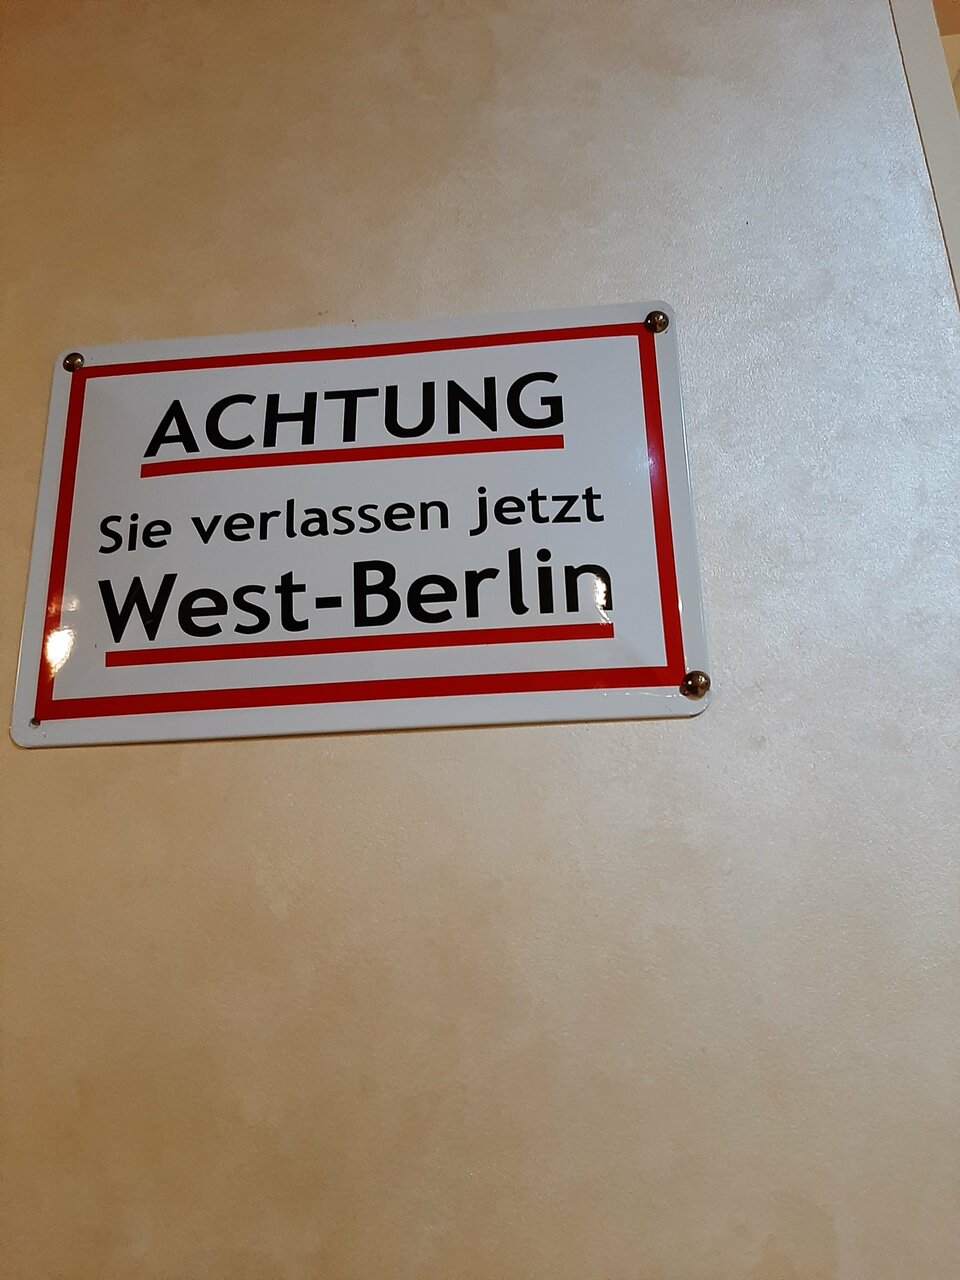 ACHTUNG
Sie verlassen jetzt
West-Berlin